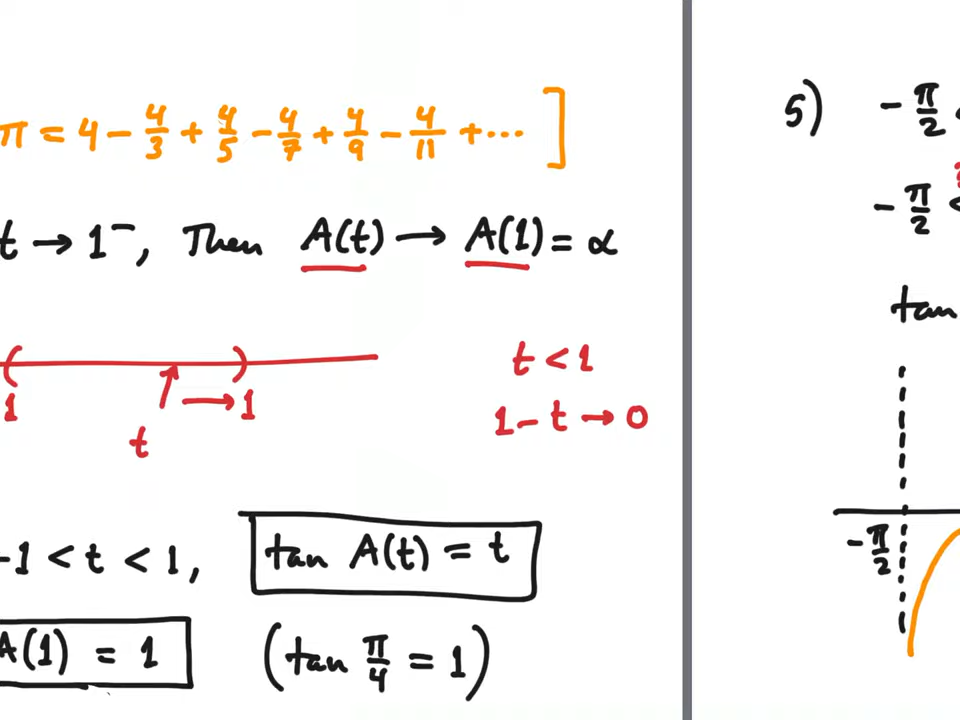 π = 4 - 4/3 + 4/5 - 4/7 + 4/9 - 4/11 + ⋯ ]
t → 1⁻, Then A(t) → A(1) = α
1 t → 1
t < 1
1 - t → 0
-1 < t < 1, tan A(t) = t
A(1) = 1 (tan π/4 = 1)
5) - π/2
- π/2 <
tan
- π/2